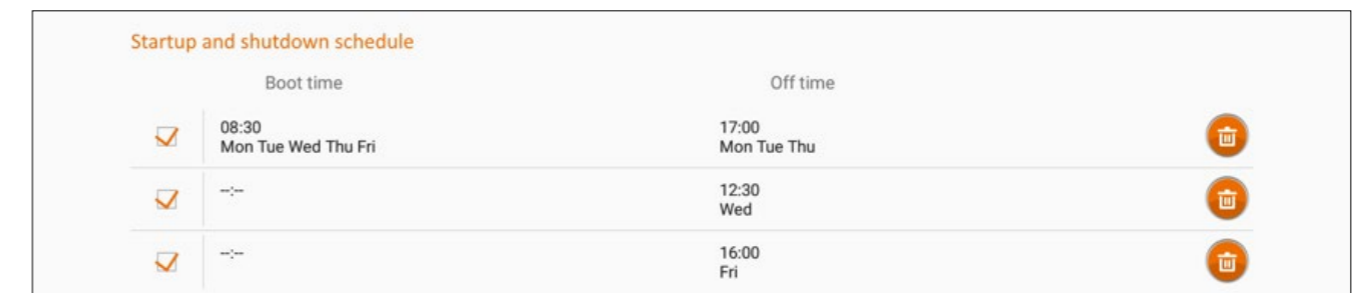 Startup and shutdown schedule
Boot time Off time
08:30 17:00
Mon Tue Wed Thu Fri Mon Tue Thu
--:-- 12:30
Wed
--:-- 16:00
Fri